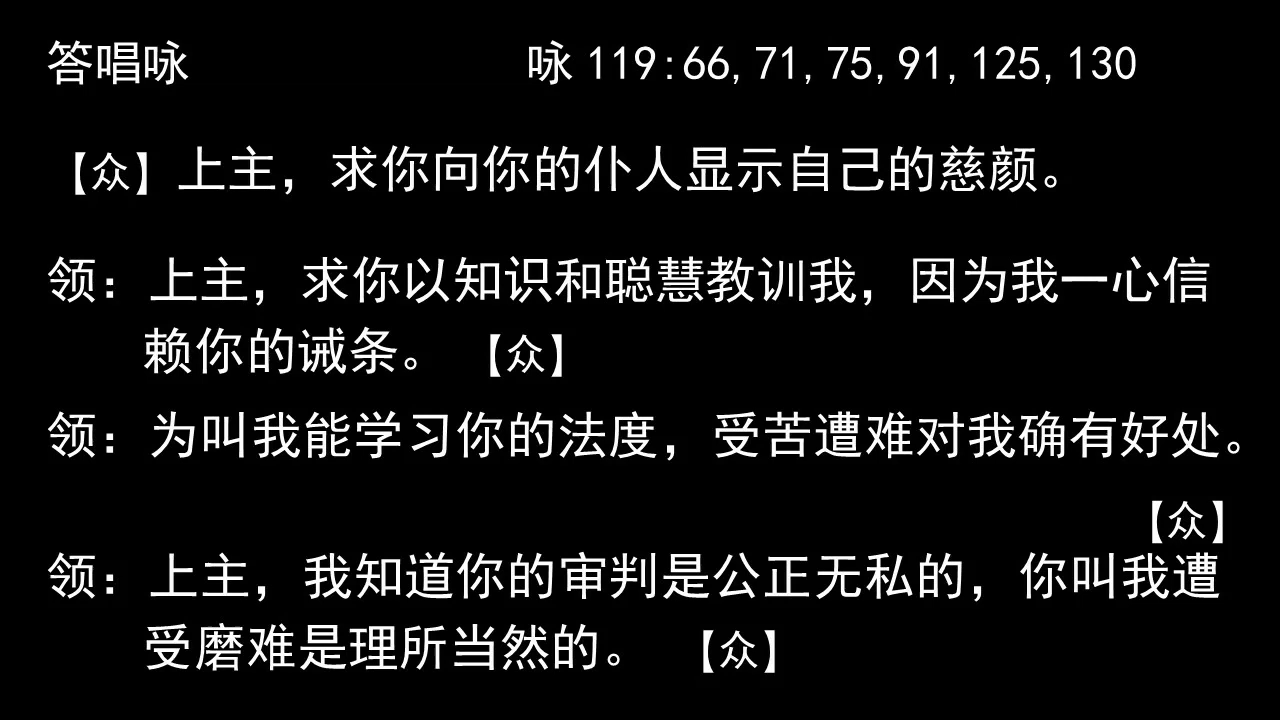 答唱咏 咏 119:66,71,75,91,125,130
【众】上主，求你向你的仆人显示自己的慈颜。
领：上主，求你以知识和聪慧教训我，因为我一心信
赖你的诫条。 【众】
领：为叫我能学习你的法度，受苦遭难对我确有好处。
【众】
领：上主，我知道你的审判是公正无私的，你叫我遭
受磨难是理所当然的。 【众】